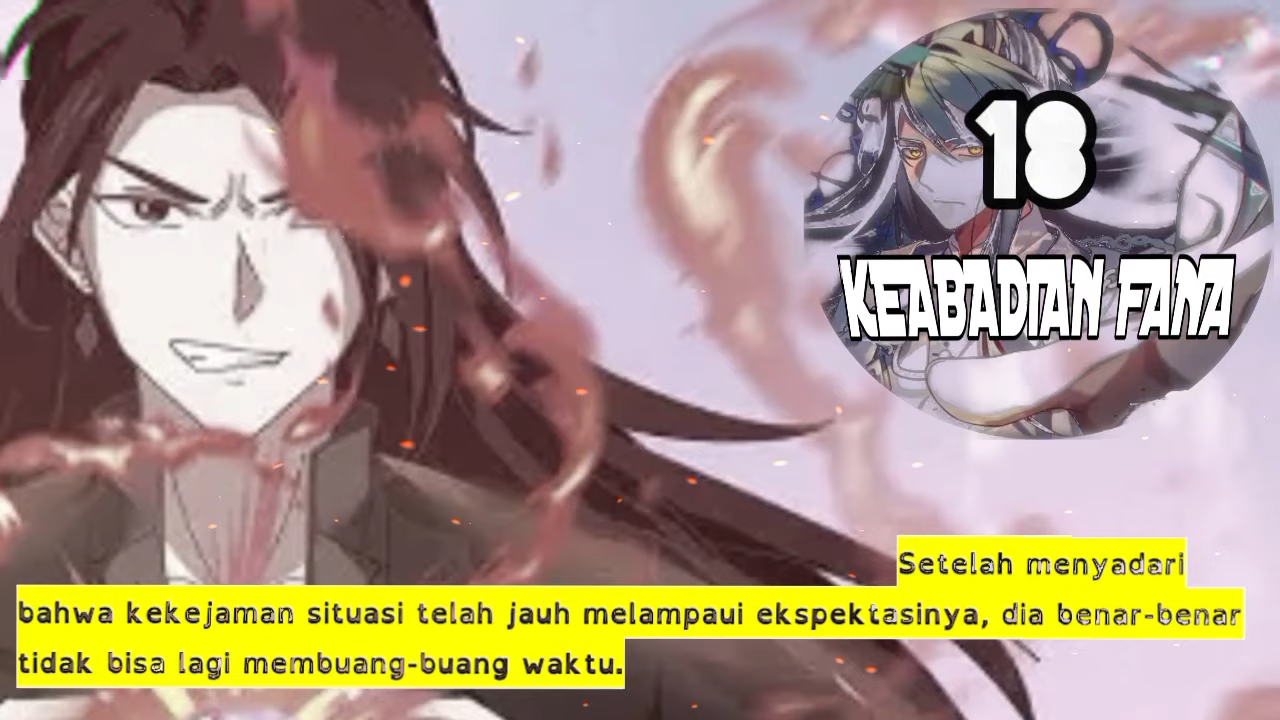 18
KEABADIAN FANA
Setelah menyadari
bahwa kekejaman situasi telah jauh melampaui ekspektasinya, dia benar-benar
tidak bisa lagi membuang-buang waktu.